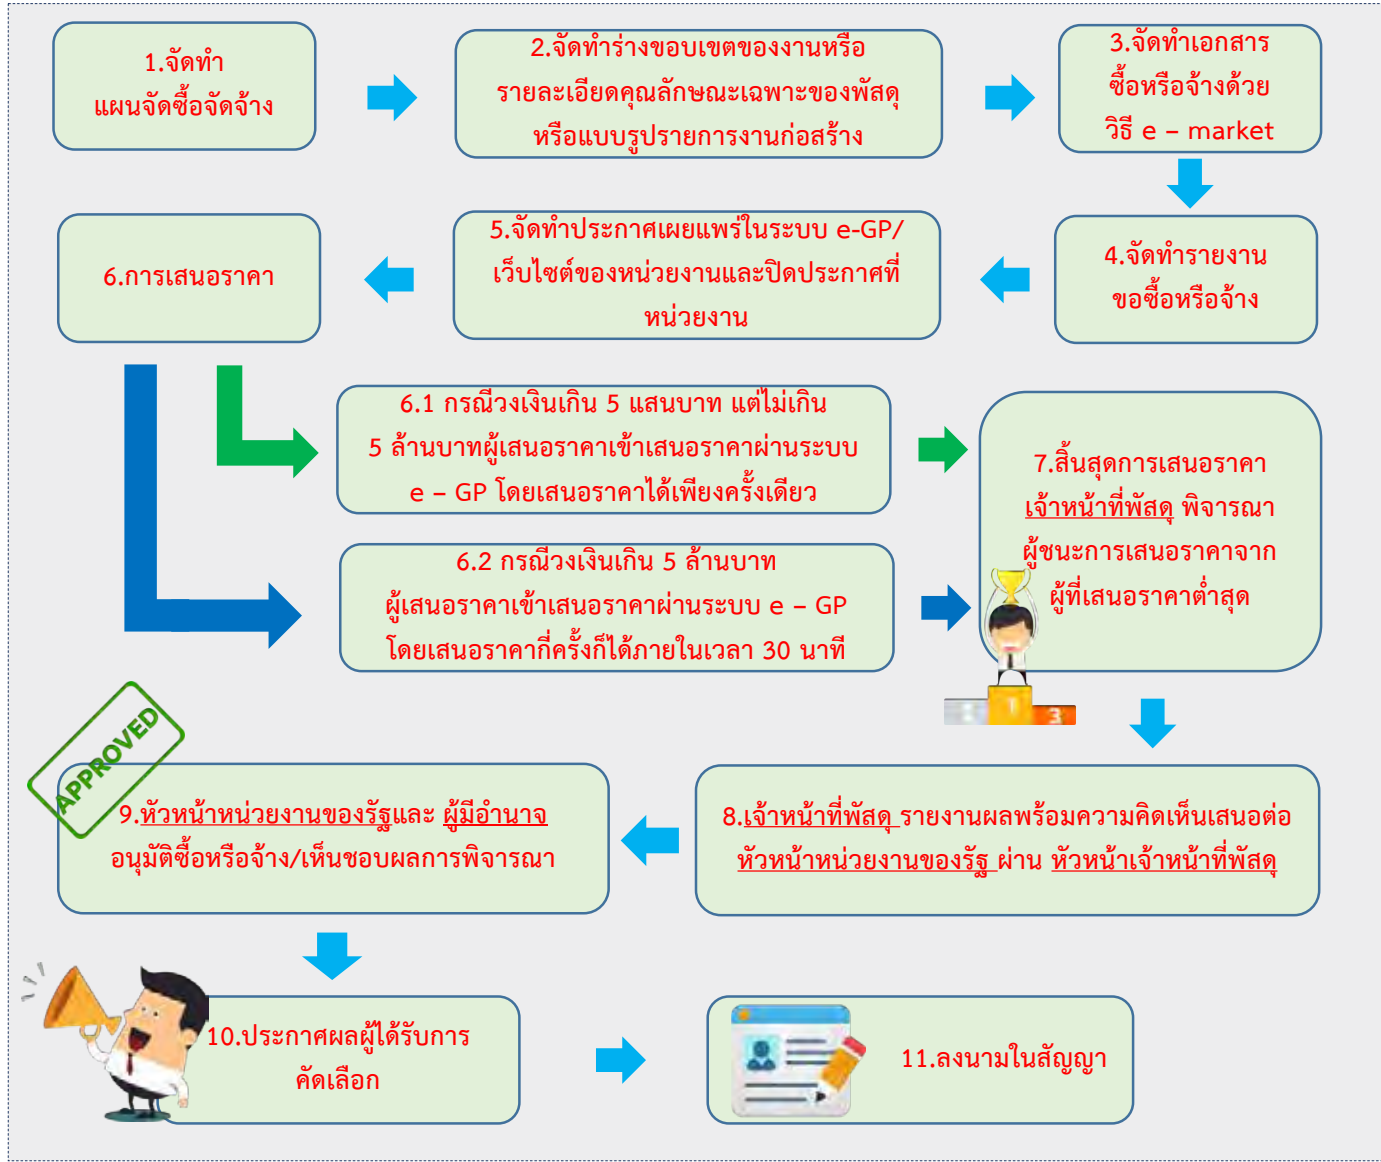 1.จัดทำ
แผนจัดซื้อจัดจ้าง
2.จัดทำร่างขอบเขตของงานหรือ
รายละเอียดคุณลักษณะเฉพาะของพัสดุ
หรือแบบรูปรายการงานก่อสร้าง
3.จัดทำเอกสาร
ซื้อหรือจ้างด้วย
วิธี e – market
4.จัดทำรายงาน
ขอซื้อหรือจ้าง
5.จัดทำประกาศเผยแพร่ในระบบ e-GP/
เว็บไซต์ของหน่วยงานและปิดประกาศที่
หน่วยงาน
6.การเสนอราคา
6.1 กรณีวงเงินเกิน 5 แสนบาท แต่ไม่เกิน
5 ล้านบาทผู้เสนอราคาเข้าเสนอราคาผ่านระบบ
e – GP โดยเสนอราคาได้เพียงครั้งเดียว
6.2 กรณีวงเงินเกิน 5 ล้านบาท
ผู้เสนอราคาเข้าเสนอราคาผ่านระบบ e – GP
โดยเสนอราคากี่ครั้งก็ได้ภายในเวลา 30 นาที
7.สิ้นสุดการเสนอราคา
เจ้าหน้าที่พัสดุ พิจารณา
ผู้ชนะการเสนอราคาจาก
ผู้ที่เสนอราคาต่ำสุด
1
3
8.เจ้าหน้าที่พัสดุ รายงานผลพร้อมความคิดเห็นเสนอต่อ
หัวหน้าหน่วยงานของรัฐ ผ่าน หัวหน้าเจ้าหน้าที่พัสดุ
APPROVED
9.หัวหน้าหน่วยงานของรัฐและ ผู้มีอำนาจ
อนุมัติซื้อหรือจ้าง/เห็นชอบผลการพิจารณา
10.ประกาศผลผู้ได้รับการ
คัดเลือก
11.ลงนามในสัญญา